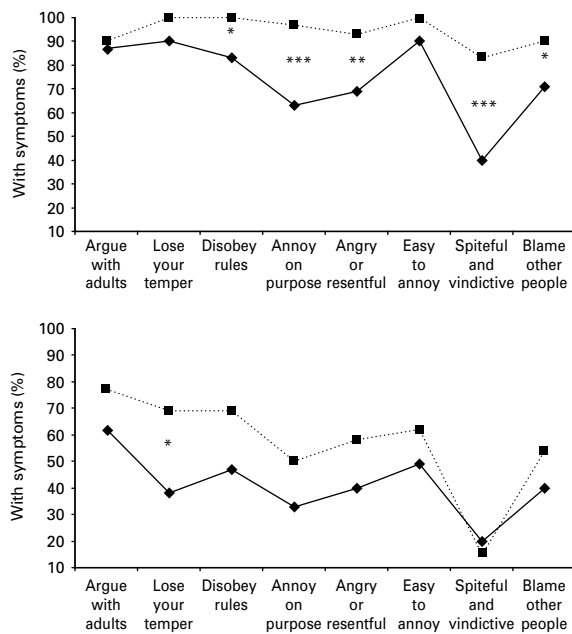 100
90
80
70
60
50
40
30
20
10
With symptoms (%)
*
***
**
***
*
Argue with adults
Lose your temper
Disobey rules
Annoy on purpose
Angry or resentful
Easy to annoy
Spiteful and vindictive
Blame other people
100
90
80
70
60
50
40
30
20
10
With symptoms (%)
*
Argue with adults
Lose your temper
Disobey rules
Annoy on purpose
Angry or resentful
Easy to annoy
Spiteful and vindictive
Blame other people